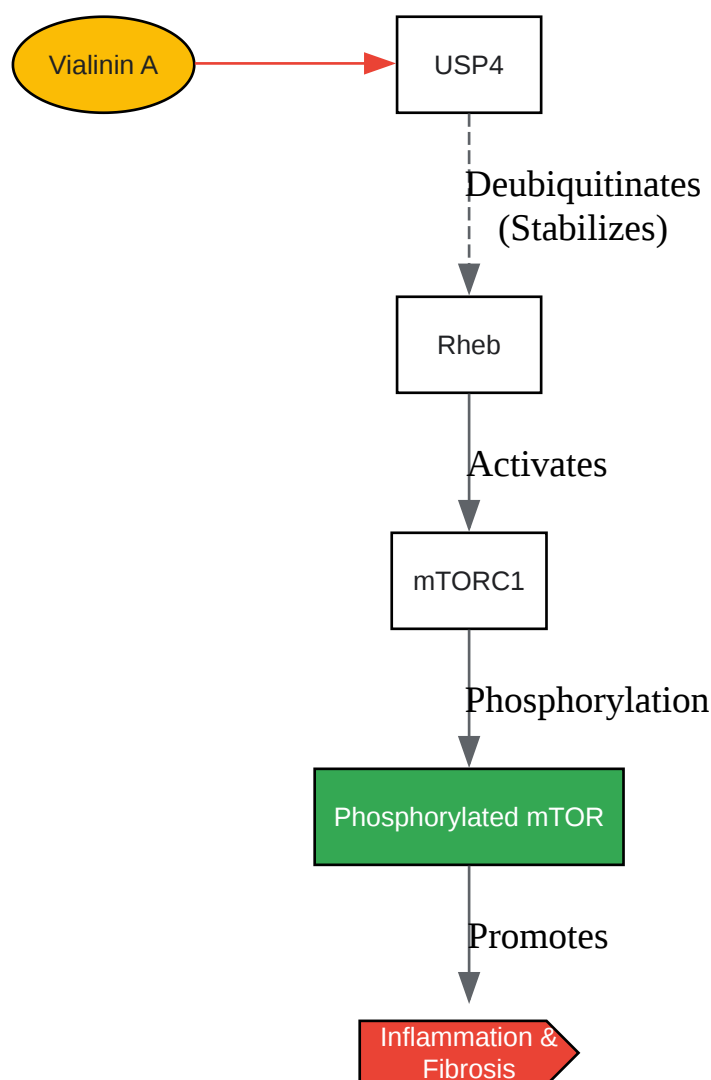 Vialinin A
USP4
Deubiquitinates
(Stabilizes)
Rheb
Activates
mTORC1
Phosphorylation
Phosphorylated mTOR
Promotes
Inflammation &
Fibrosis